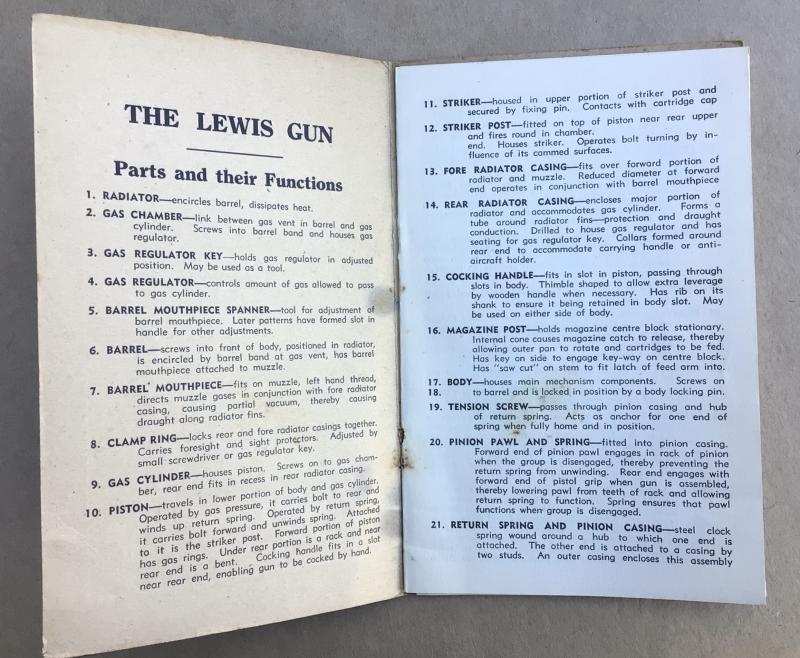 THE LEWIS GUN
Parts and their Functions
1. RADIATOR—encircles barrel, dissipates heat.
2. GAS CHAMBER—link between gas vent in barrel and gas
cylinder. Screws into barrel band and houses gas
regulator.
3. GAS REGULATOR KEY—holds gas regulator in adjusted
position. May be used as a tool.
4. GAS REGULATOR—controls amount of gas allowed to pass
to gas cylinder.
5. BARREL MOUTHPIECE SPANNER—tool for adjustment of
barrel mouthpiece. Later patterns have formed slot in
handle for other adjustments.
6. BARREL—screws into front of body, positioned in radiator,
is encircled by barrel band at gas vent, has barrel
mouthpiece attached to muzzle.
7. BARREL MOUTHPIECE—fits on muzzle, left hand thread,
directs muzzle gases in conjunction with fore radiator
casing, causing partial vacuum, thereby causing
draught along radiator fins.
8. CLAMP RING—locks rear and fore radiator casings together.
Carries foresight and sight protectors. Adjusted by
small screwdriver or gas regulator key.
9. GAS CYLINDER—houses piston. Screws on to gas cham-
ber, rear end fits in recess in rear radiator casing.
10. PISTON—travels in lower portion of body and gas cylinder.
Operated by gas pressure, it carries bolt to rear and
winds up return spring. Operated by return spring
it carries bolt forward and unwinds spring. Attached
to it is the striker post. Forward portion of piston
has gas rings. Under rear portion is a rack and near
rear end is a bent. Cocking handle fits in a slot
near rear end, enabling gun to be cocked by hand.
11. STRIKER—housed in upper portion of striker post and
secured by fixing pin. Contacts with cartridge cap
12. STRIKER POST—fitted on top of piston near rear upper
and fires round in chamber.
end. Houses striker. Operates bolt turning by in-
fluence of its cammed surfaces.
13. FORE RADIATOR CASING—fits over forward portion of
radiator and muzzle. Reduced diameter at forward
end operates in conjunction with barrel mouthpiece
14. REAR RADIATOR CASING—encloses major portion of
radiator and accommodates gas cylinder. Forms a
tube around radiator fins—protection and draught
conduction. Drilled to house gas regulator and has
seating for gas regulator key. Collars formed around
rear end to accommodate carrying handle or anti-
aircraft holder.
15. COCKING HANDLE—fits in slot in piston, passing through
slots in body. Thimble shaped to allow extra leverage
by wooden handle when necessary. Has rib on its
shank to ensure it being retained in body slot. May
be used on either side of body.
16. MAGAZINE POST—holds magazine centre block stationary.
Internal cone causes magazine catch to release, thereby
allowing outer pan to rotate and cartridges to be fed.
Has key on side to engage key-way on centre block.
Has "saw cut" on stem to fit latch of feed arm into.
17. BODY—houses main mechanism components. Screws on
18. to barrel and is locked in position by a body locking pin.
19. TENSION SCREW—passes through pinion casing and hub
of return spring. Acts as anchor for one end of
spring when fully home and in position.
20. PINION PAWL AND SPRING—fitted into pinion casing.
Forward end of pinion pawl engages in rack of pinion
when the group is disengaged, thereby preventing the
return spring from unwinding. Rear end engages with
forward end of pistol grip when gun is assembled,
thereby lowering pawl from teeth of rack and allowing
return spring to function. Spring ensures that pawl
functions when group is disengaged.
21. RETURN SPRING AND PINION CASING—steel clock
spring wound around a hub to which one end is
attached. The other end is attached to a casing by
two studs. An outer casing encloses this assembly